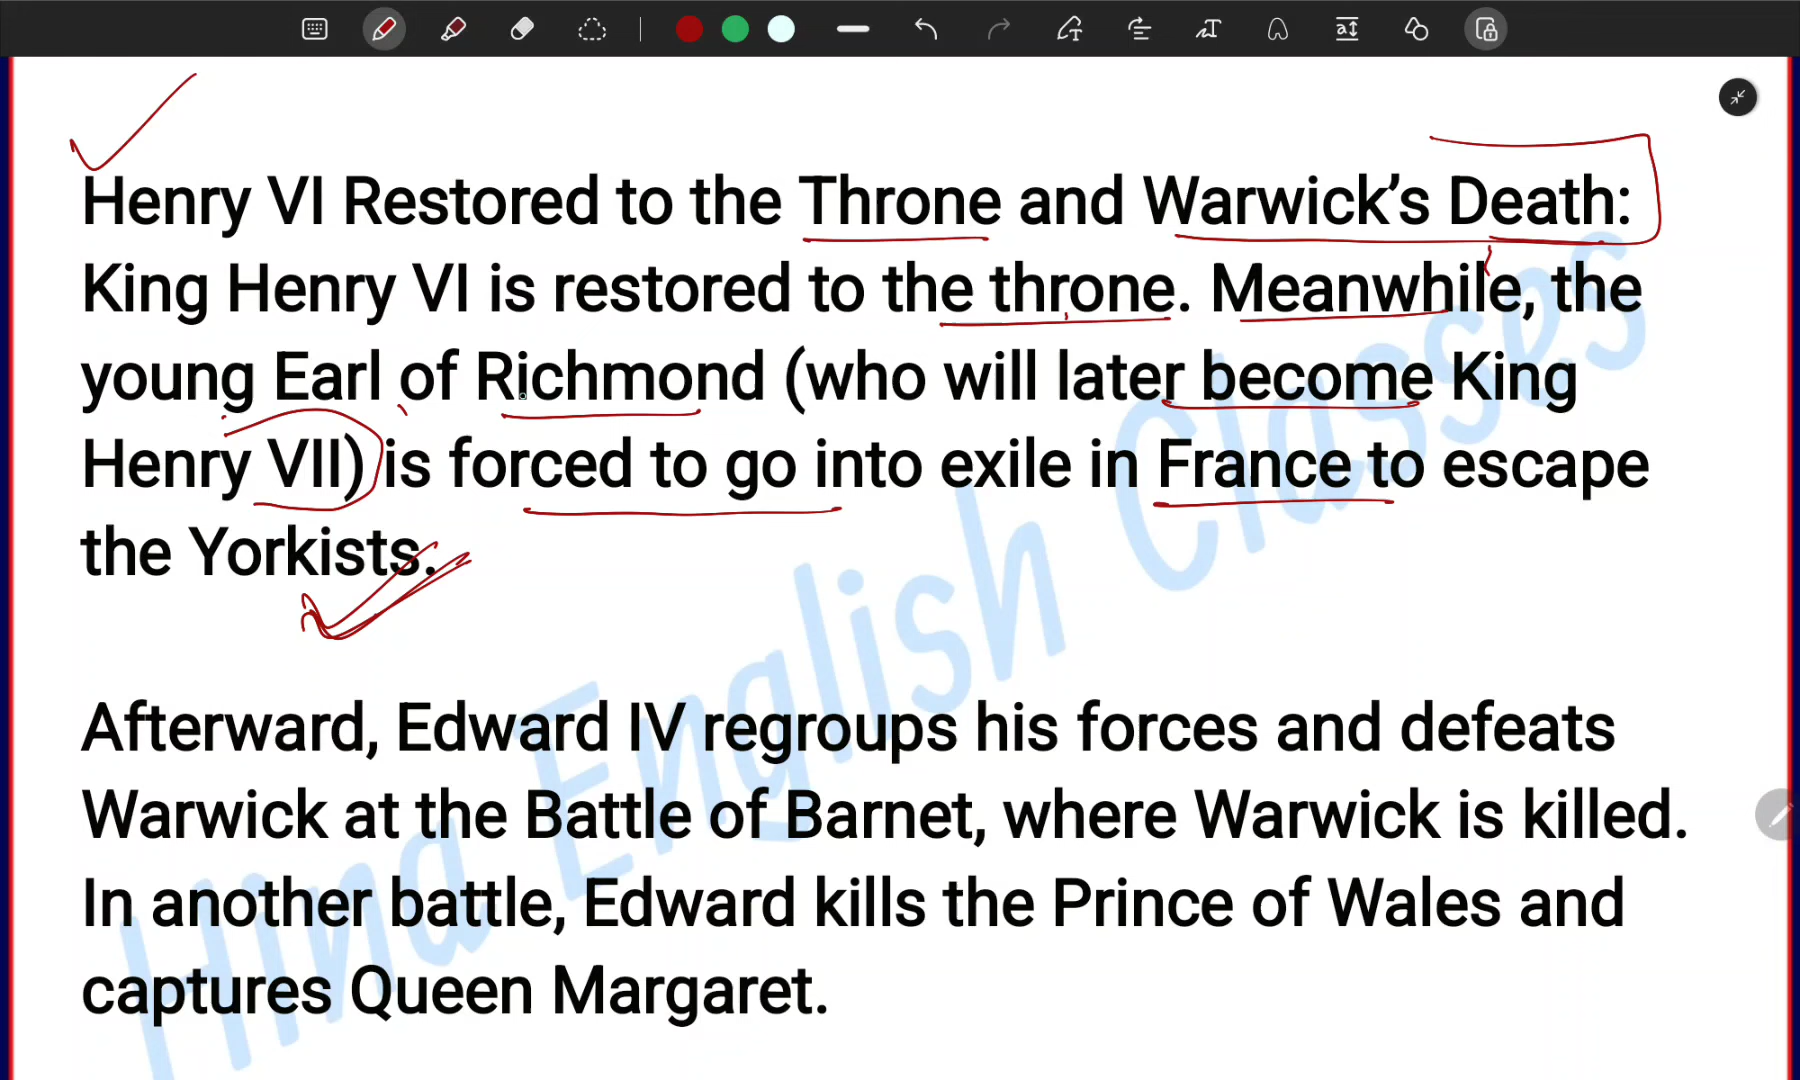 Henry VI Restored to the Throne and Warwick’s Death:
King Henry VI is restored to the throne. Meanwhile, the
young Earl of Richmond (who will later become King
Henry VII) is forced to go into exile in France to escape
the Yorkists.
Afterward, Edward IV regroups his forces and defeats
Warwick at the Battle of Barnet, where Warwick is killed.
In another battle, Edward kills the Prince of Wales and
captures Queen Margaret.
Hind English Classes